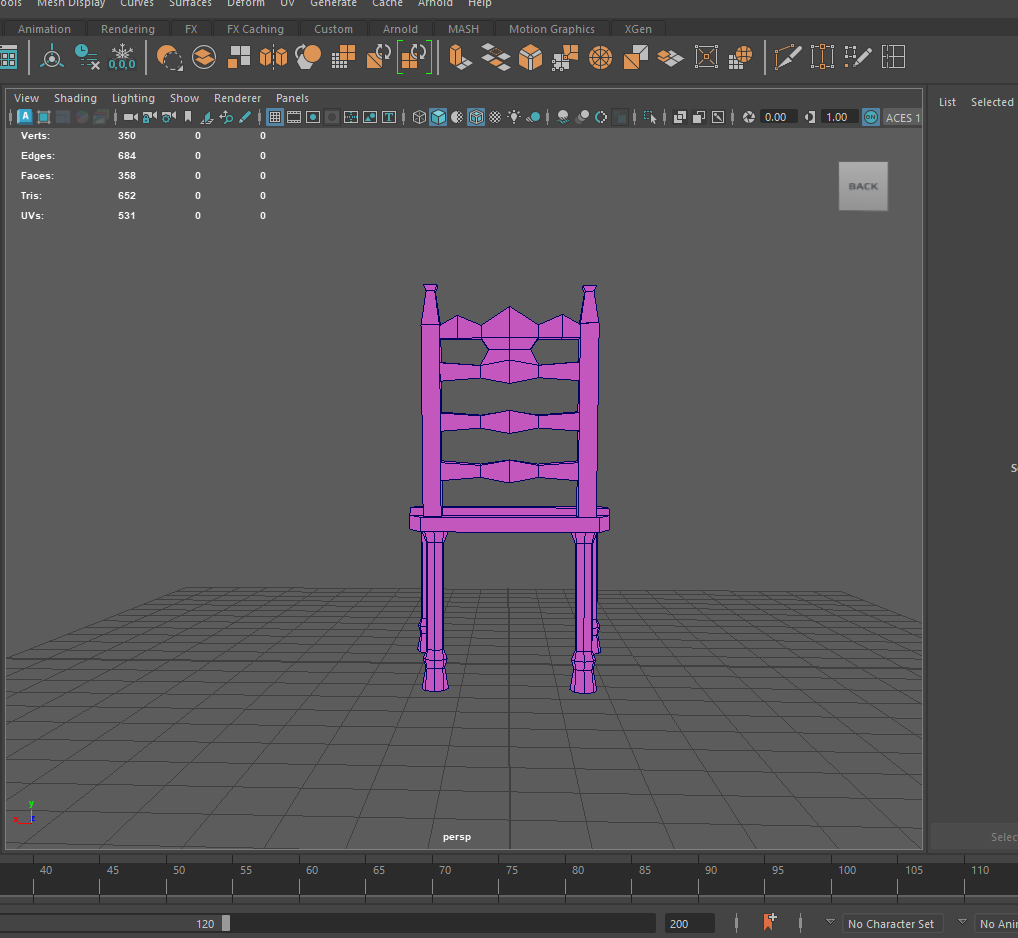 ools Mesh Display Curves Surfaces Deform UV Generate Cache Arnold Help
Animation Rendering FX FX Caching Custom Arnold MASH Motion Graphics XGen
0,0,0
View Shading Lighting Show Renderer Panels
List Selected
A T 0.00 1.00 ON ACES 1
Verts: 350 0 0
Edges: 684 0 0
Faces: 358 0 0
Tris: 652 0 0
UVs: 531 0 0
BACK
S
y
x z
persp
Selec
40 45 50 55 60 65 70 75 80 85 90 95 100 105 110
120 200 No Character Set No Ani